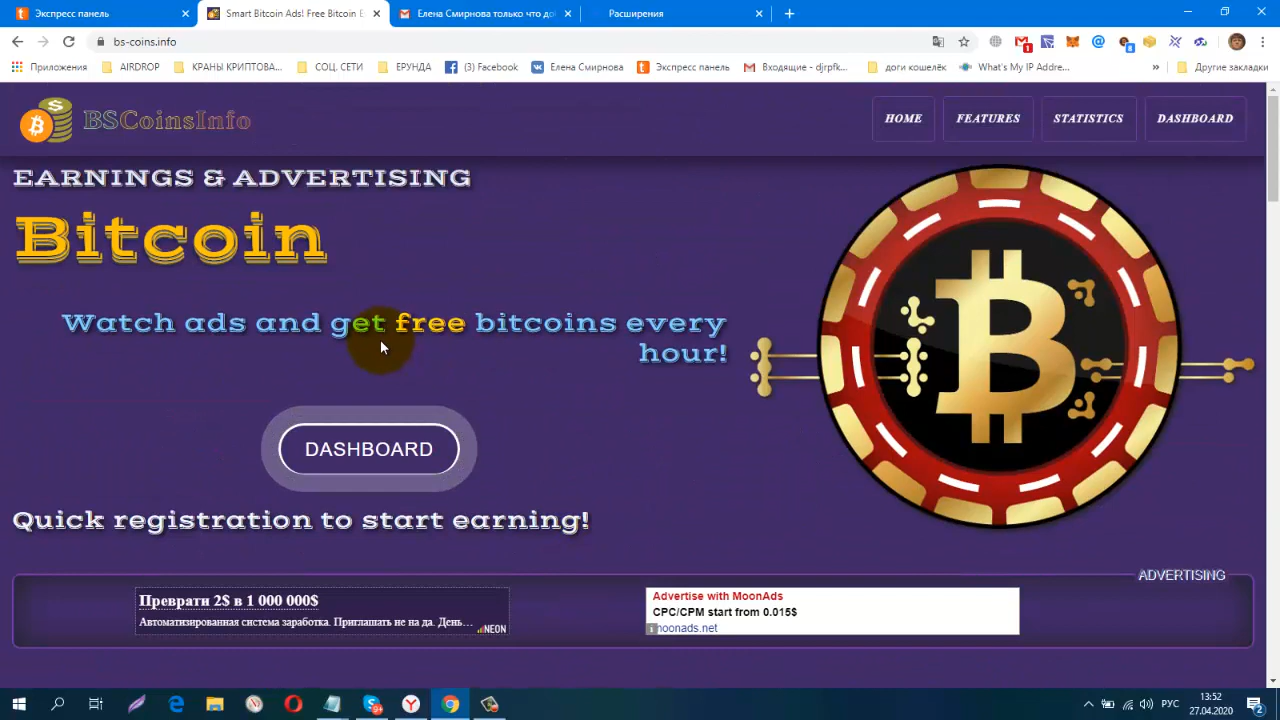 Экспресс панель
Smart Bitcoin Ads! Free Bitcoin E
Елена Смирнова только что до
Расширения
bs-coins.info
1
8
Приложения
AIRDROP
КРАНЫ КРИПТОВА...
СОЦ. СЕТИ
ЕРУНДА
(3) Facebook
Елена Смирнова
Экспресс панель
Входящие - djrpfk...
доги кошелёк
What's My IP Addre...
»
Другие закладки
BSCoinsInfo
HOME
FEATURES
STATISTICS
DASHBOARD
EARNINGS & ADVERTISING
Bitcoin
Watch ads and get free bitcoins every
hour!
DASHBOARD
Quick registration to start earning!
ADVERTISING
Преврати 2$ в 1 000 000$
Автоматизированная система заработка. Приглашать не на да. День...
NEON
Advertise with MoonAds
CPC/CPM start from 0.015$
moonads.net
РУС
13:52
27.04.2020
2